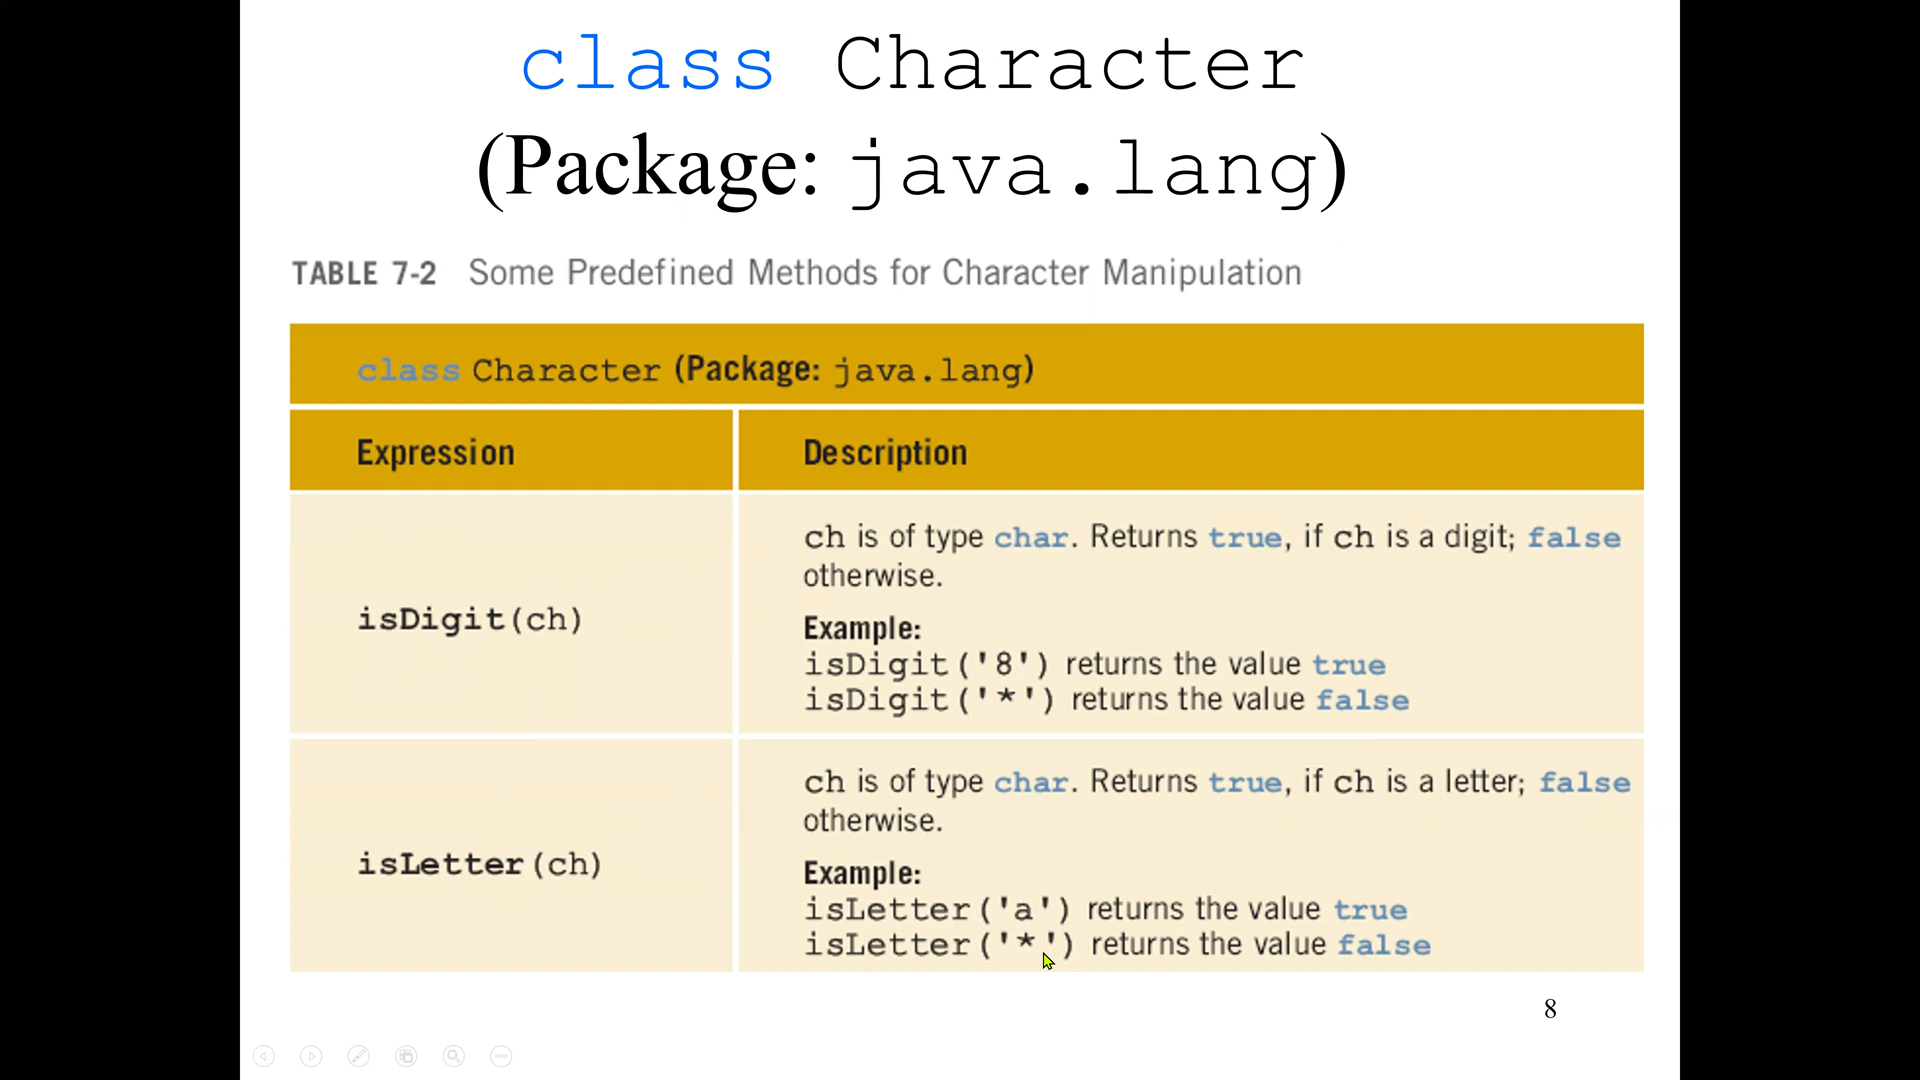 class Character
(Package: java.lang)
TABLE 7-2 Some Predefined Methods for Character Manipulation
class Character (Package: java.lang)
Expression Description
isDigit(ch)
ch is of type char. Returns true, if ch is a digit; false
otherwise.
Example:
isDigit('8') returns the value true
isDigit('*') returns the value false
isLetter(ch)
ch is of type char. Returns true, if ch is a letter; false
otherwise.
Example:
isLetter('a') returns the value true
isLetter('*') returns the value false
8